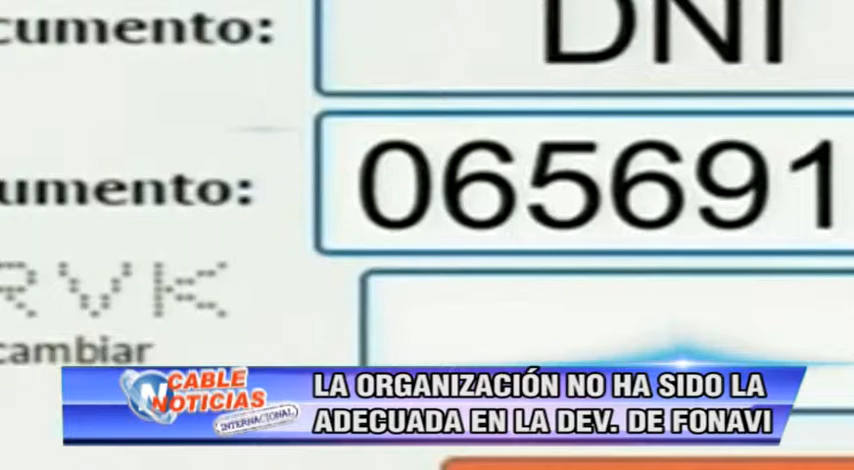 cumento:
DNI
umento:
065691
RVK
cambiar
CABLE
NOTICIAS
INTERNACIONAL
LA ORGANIZACIÓN NO HA SIDO LA
ADECUADA EN LA DEV. DE FONAVI